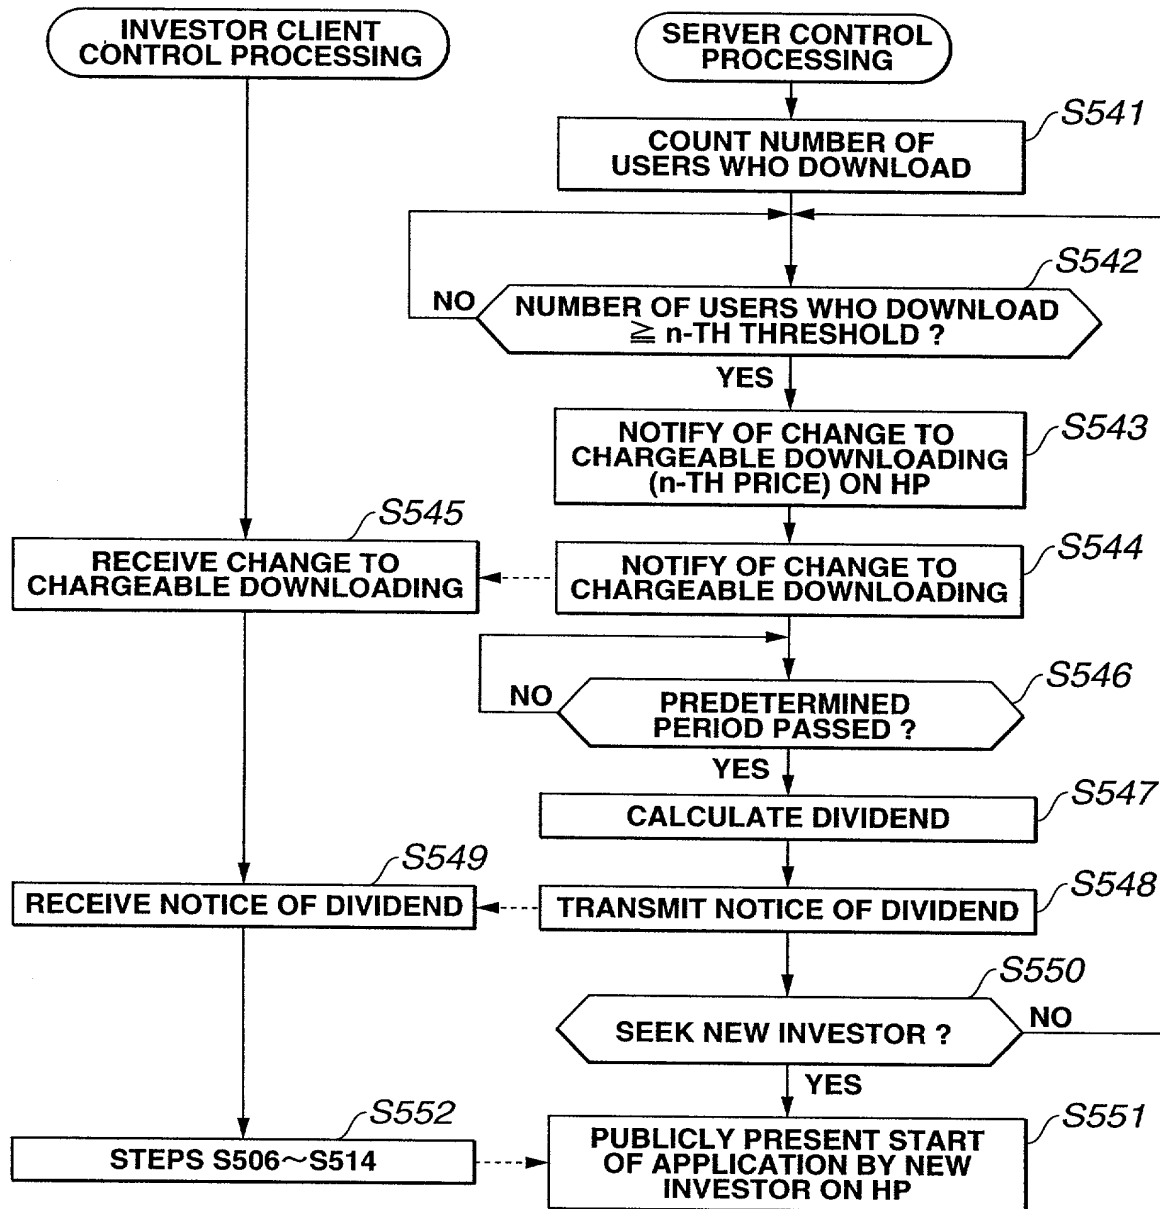 INVESTOR CLIENT
CONTROL PROCESSING
SERVER CONTROL
PROCESSING
S541
COUNT NUMBER OF
USERS WHO DOWNLOAD
S542
NO
NUMBER OF USERS WHO DOWNLOAD
≧ n-TH THRESHOLD ?
YES
S543
NOTIFY OF CHANGE TO
CHARGEABLE DOWNLOADING
(n-TH PRICE) ON HP
S545
RECEIVE CHANGE TO
CHARGEABLE DOWNLOADING
S544
NOTIFY OF CHANGE TO
CHARGEABLE DOWNLOADING
S546
NO
PREDETERMINED
PERIOD PASSED ?
YES
S547
CALCULATE DIVIDEND
S549
RECEIVE NOTICE OF DIVIDEND
S548
TRANSMIT NOTICE OF DIVIDEND
S550
SEEK NEW INVESTOR ?
NO
YES
S552
STEPS S506~S514
S551
PUBLICLY PRESENT START
OF APPLICATION BY NEW
INVESTOR ON HP